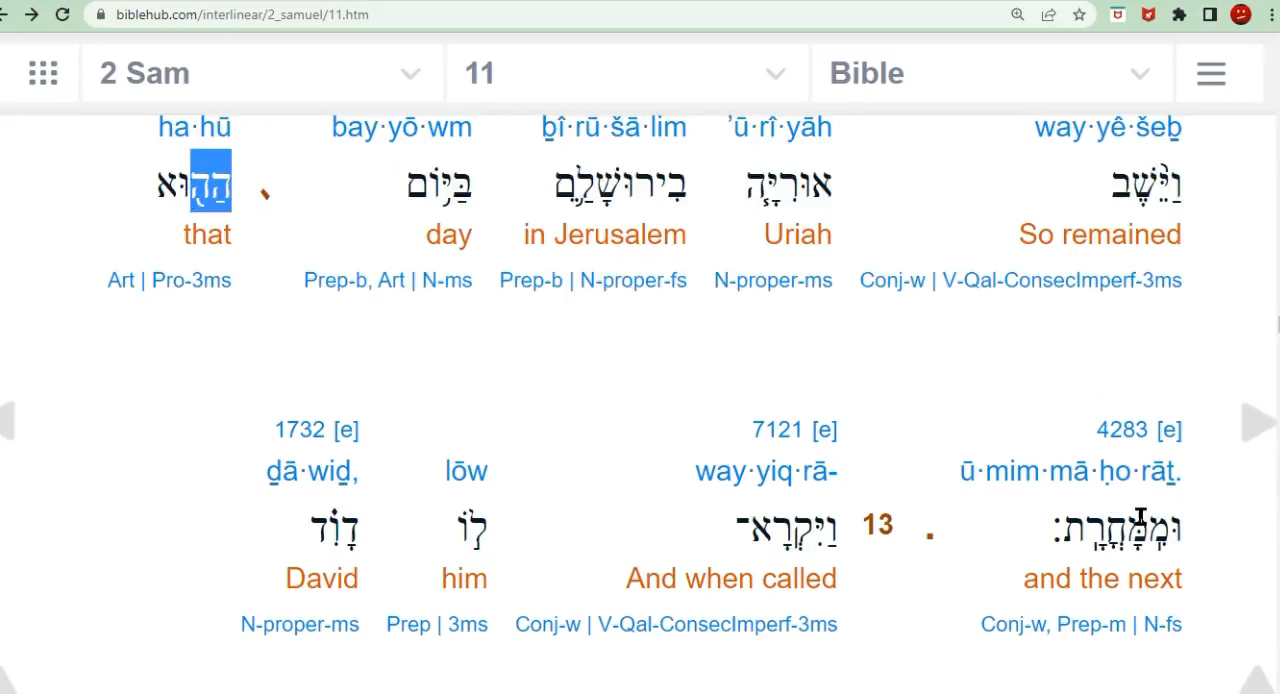 biblehub.com/interlinear/2_samuel/11.htm
2 Sam 11 Bible
ha·hū bay·yō·wm ḇî·rū·šā·lim ’ū·rî·yāh way·yê·šeḇ
וַיֵּ֨שֶׁב אוּרִיָּ֧ה בִירוּשָׁלִַ֛ם בַּיּ֥וֹם הַה֖וּא
that , day in Jerusalem Uriah So remained
Art | Pro-3ms Prep-b, Art | N-ms Prep-b | N-proper-fs N-proper-ms Conj-w | V-Qal-ConsecImperf-3ms
1732 [e] 7121 [e] 4283 [e]
ḏā·wiḏ, lōw way·yiq·rā- ū·mim·mā·ḥo·rāṯ.
וּמִֽמָּחֳרָֽת׃ . 13 וַיִּקְרָא־ ל֣וֹ דָוִ֗ד
David him And when called and the next
N-proper-ms Prep | 3ms Conj-w | V-Qal-ConsecImperf-3ms Conj-w, Prep-m | N-fs